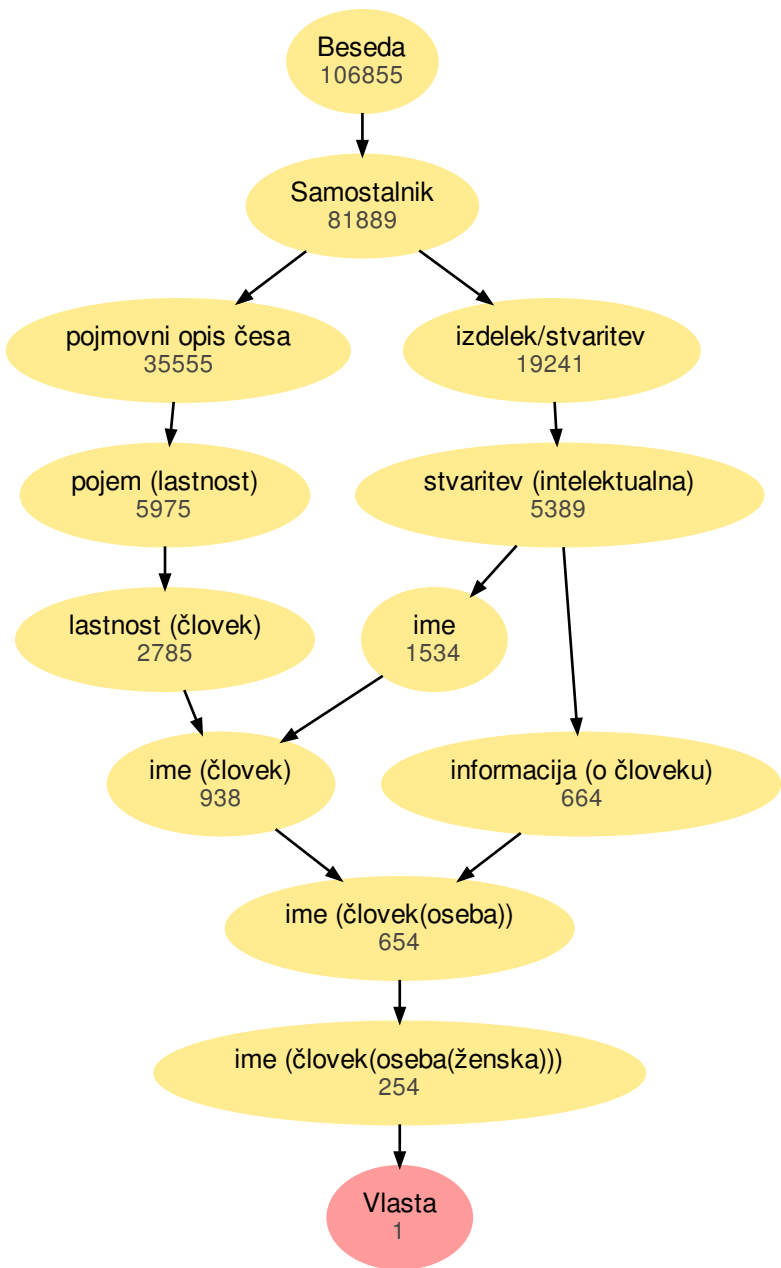 Beseda
106855
Samostalnik
81889
pojmovni opis česa
35555
izdelek/stvaritev
19241
pojem (lastnost)
5975
stvaritev (intelektualna)
5389
lastnost (človek)
2785
ime
1534
ime (človek)
938
informacija (o človeku)
664
ime (človek(oseba))
654
ime (človek(oseba(ženska)))
254
Vlasta
1